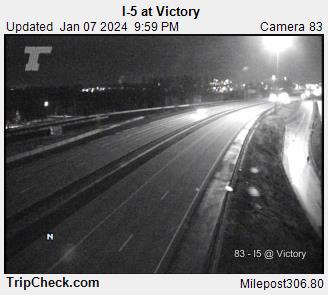 I-5 at Victory
Updated Jan 07 2024 9:59 PM Camera 83
T
N
83 - I5 @ Victory
TripCheck.com Milepost306.80